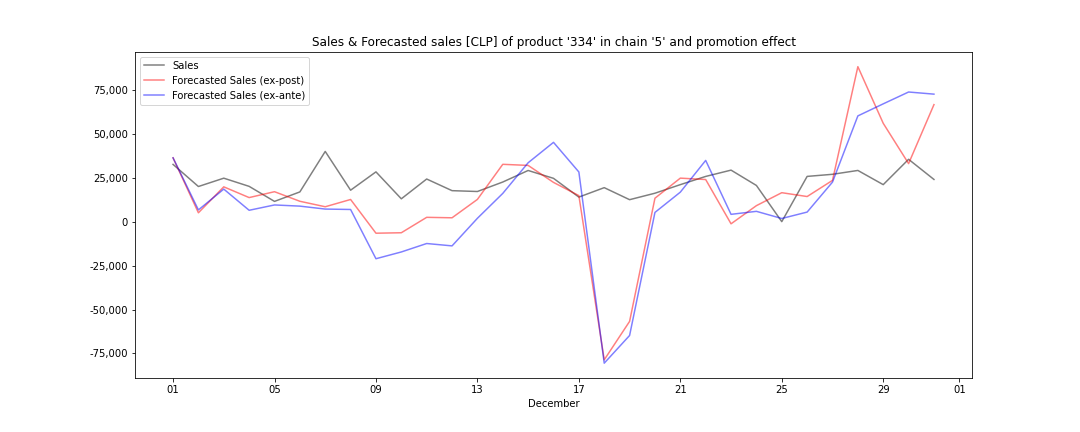 Sales & Forecasted sales [CLP] of product '334' in chain '5' and promotion effect
Sales
Forecasted Sales (ex-post)
Forecasted Sales (ex-ante)
75,000
50,000
25,000
0
-25,000
-50,000
-75,000
01 05 09 13 17 21 25 29 01
December